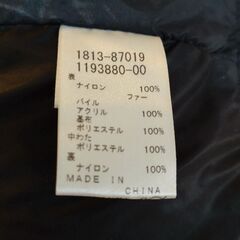 1813-87019
1193880-00
表
ナイロン 100%
ファー
パイル
アクリル 100%
基布
ポリエステル 100%
中わた
ポリエステル 100%
裏
ナイロン 100%
MADE IN
CHINA